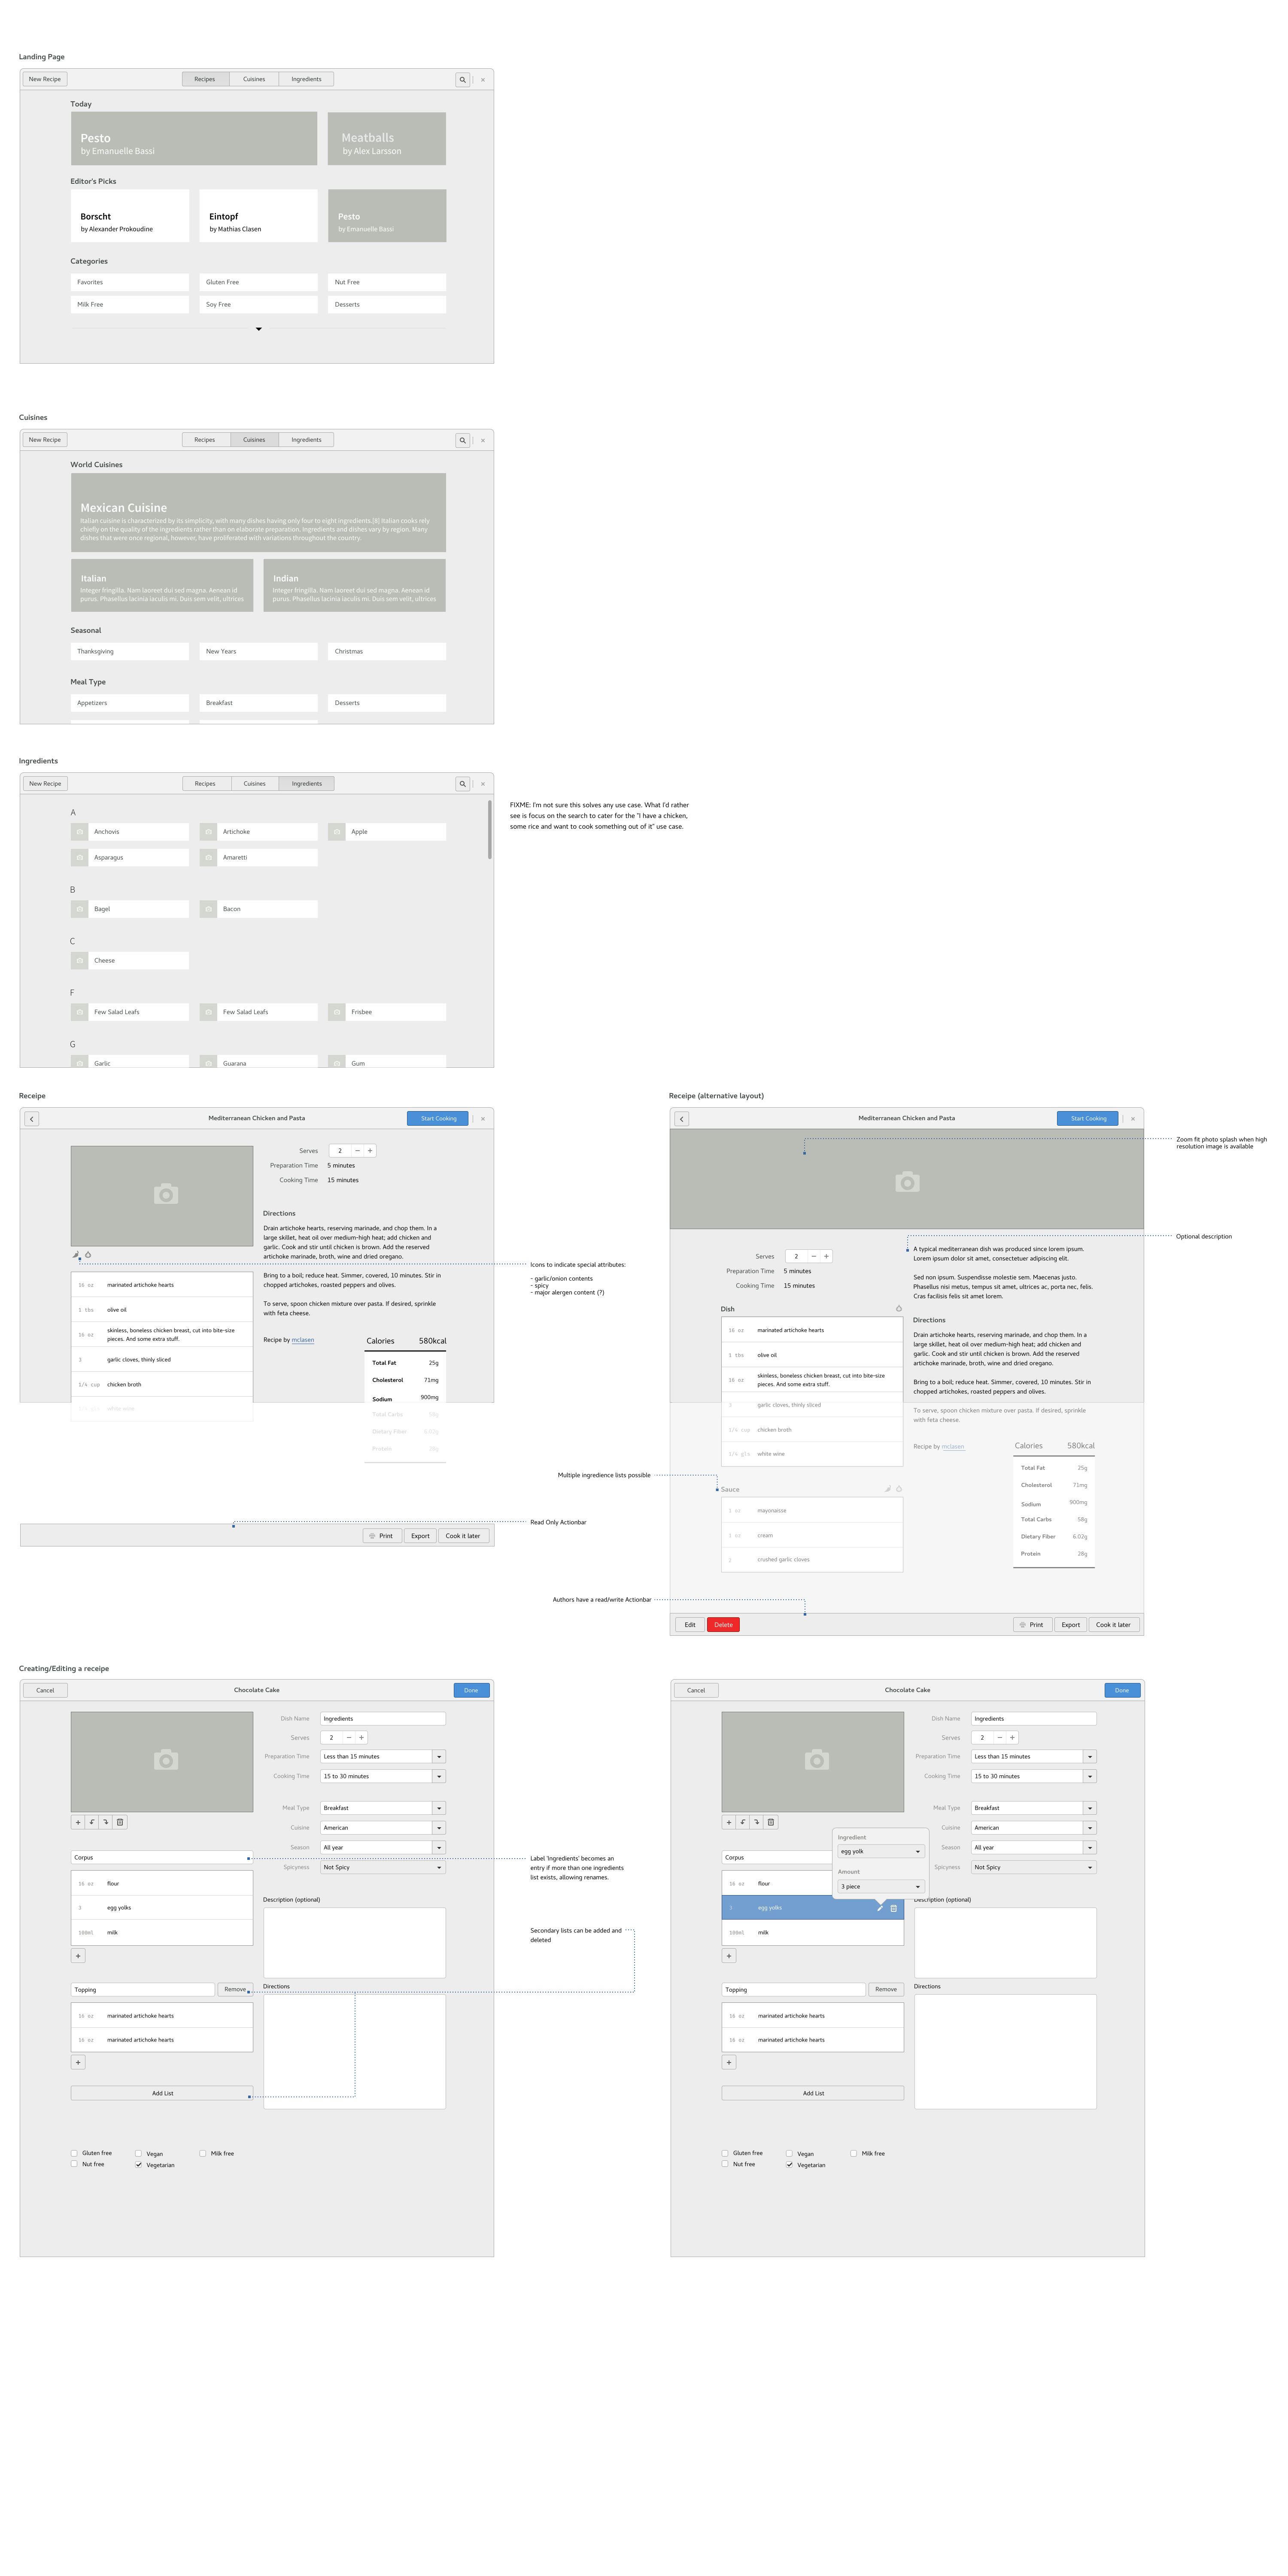 Landing Page
New Recipe
Recipes
Cuisines
Ingredients
Today
Pesto
by Emanuelle Bassi
Meatballs
by Alex Larsson
Editor's Picks
Borscht
by Alexander Prokoudine
Eintopf
by Mathias Clasen
Pesto
by Emanuelle Bassi
Categories
Favorites
Gluten Free
Nut Free
Milk Free
Soy Free
Desserts
Cuisines
New Recipe
Recipes
Cuisines
Ingredients
World Cuisines
Mexican Cuisine
Italian cuisine is characterized by its simplicity, with many dishes having only four to eight ingredients.[8] Italian cooks rely
chiefly on the quality of the ingredients rather than on elaborate preparation. Ingredients and dishes vary by region. Many
dishes that were once regional, however, have proliferated with variations throughout the country.
Italian
Integer fringilla. Nam laoreet dui sed magna. Aenean id
purus. Phasellus lacinia iaculis mi. Duis sem velit, ultrices
Indian
Integer fringilla. Nam laoreet dui sed magna. Aenean id
purus. Phasellus lacinia iaculis mi. Duis sem velit, ultrices
Seasonal
Thanksgiving
New Years
Christmas
Meal Type
Appetizers
Breakfast
Desserts
Ingredients
New Recipe
Recipes
Cuisines
Ingredients
A
Anchovis
Artichoke
Apple
Asparagus
Amaretti
B
Bagel
Bacon
C
Cheese
F
Few Salad Leafs
Few Salad Leefs
Frisbee
G
Garlic
Guarana
Gum
FIXME: I'm not sure this solves any use case. What I'd rather
see is focus on the search to cater for the "I have a chicken,
some rice and want to cook something out of it" use case.
Receipe
Mediterranean Chicken and Pasta
Start Cooking
Serves
2
Preparation Time
5 minutes
Cooking Time
15 minutes
Directions
Drain artichoke hearts, reserving marinade, and chop them. In a
large skillet, heat oil over medium-high heat; add chicken and
garlic. Cook and stir until chicken is brown. Add the reserved
artichoke marinade, broth, wine and dried oregano.
Bring to a boil; reduce heat. Simmer, covered, 10 minutes. Stir in
chopped artichokes, roasted peppers and olives.
To serve, spoon chicken mixture over pasta. If desired, sprinkle
with feta cheese.
Recipe by mclasen
16 oz marinated artichoke hearts
1 tbs olive oil
16 oz skinless, boneless chicken breast, cut into bite-size
pieces. And some extra stuff.
3 garlic cloves, thinly sliced
1/4 cup chicken broth
white wine
Calories 580kcal
Total Fat 25g
Cholesterol 71mg
Sodium 900mg
Total Carbs 58g
Dietary Fiber 6.02g
Protein 28g
Icons to indicate special attributes:
- garlic/onion contents
- spicy
- major alergen content (?)
Read Only Actionbar
Print
Export
Cook it later
Receipe (alternative layout)
Mediterranean Chicken and Pasta
Start Cooking
Zoom fit photo splash when high
resolution image is available
Optional description
Serves
2
Preparation Time
5 minutes
Cooking Time
15 minutes
A typical mediterranean dish was produced since lorem ipsum.
Lorem ipsum dolor sit amet, consectetuer adipiscing elit.
Sed non ipsum. Suspendisse molestie sem. Maecenas justo.
Phasellus nisi metus, tempus sit amet, ultrices ac, porta nec, felis.
Cras facilisis felis sit amet lorem.
Directions
Drain artichoke hearts, reserving marinade, and chop them. In a
large skillet, heat oil over medium-high heat; add chicken and
garlic. Cook and stir until chicken is brown. Add the reserved
artichoke marinade, broth, wine and dried oregano.
Bring to a boil; reduce heat. Simmer, covered, 10 minutes. Stir in
chopped artichokes, roasted peppers and olives.
To serve, spoon chicken mixture over pasta. If desired, sprinkle
with feta cheese.
Recipe by mclasen
Dish
16 oz marinated artichoke hearts
1 tbs olive oil
16 oz skinless, boneless chicken breast, cut into bite-size
pieces. And some extra stuff.
3 garlic cloves, thinly sliced
1/4 cup chicken broth
1/4 gls white wine
Multiple ingredience lists possible
Sauce
5 oz mayonaisse
5 oz cream
2 crushed garlic cloves
Calories 580kcal
Total Fat 25g
Cholesterol 71mg
Sodium 900mg
Total Carbs 58g
Dietary Fiber 6.02g
Protein 28g
Authors have a read/write Actionbar
Edit
Delete
Print
Export
Cook it later
Creating/Editing a receipe
Cancel
Chocolate Cake
Done
Dish Name
Ingredients
Serves
2
Preparation Time
Less than 15 minutes
Cooking Time
15 to 30 minutes
Meal Type
Breakfast
Cuisine
American
Season
All year
Spicyness
Not Spicy
Corpus
16 oz flour
3 egg yolks
100ml milk
Description (optional)
Topping
Remove
Directions
16 oz marinated artichoke hearts
16 oz marinated artichoke hearts
Add List
Gluten free
Vegan
Milk free
Nut free
Vegetarian
Label 'Ingredients' becomes an
entry if more than one ingredients
list exists, allowing renames.
Secondary lists can be added and
deleted
Cancel
Chocolate Cake
Done
Dish Name
Ingredients
Serves
2
Preparation Time
Less than 15 minutes
Cooking Time
15 to 30 minutes
Meal Type
Breakfast
Cuisine
American
Season
All year
Spicyness
Not Spicy
Ingredient
egg yolk
Amount
3 piece
Corpus
16 oz flour
3 egg yolks
100ml milk
Description (optional)
Topping
Remove
Directions
16 oz marinated artichoke hearts
16 oz marinated artichoke hearts
Add List
Gluten free
Vegan
Milk free
Nut free
Vegetarian